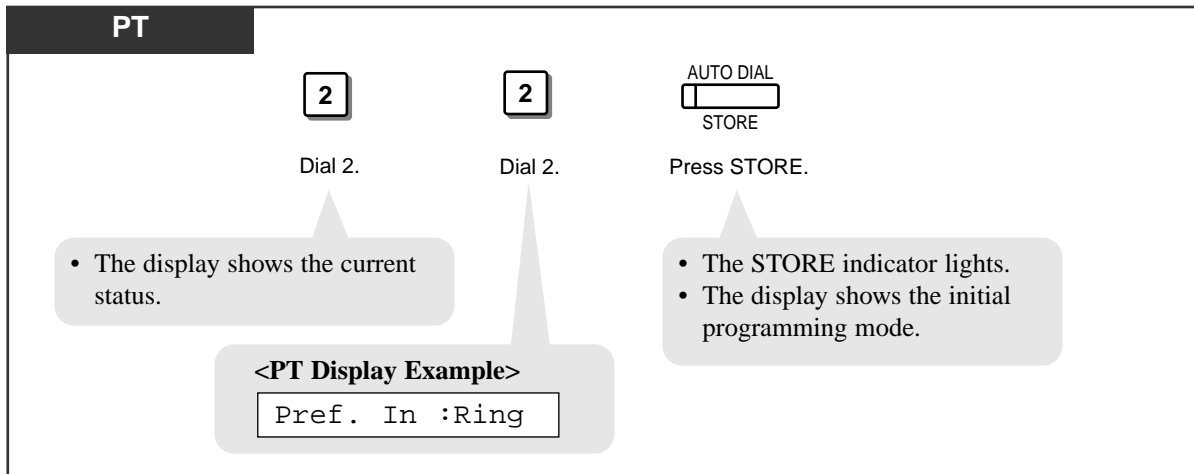 PT
2
2
AUTO DIAL
STORE
Dial 2.
Dial 2.
Press STORE.
• The display shows the current
status.
• The STORE indicator lights.
• The display shows the initial
programming mode.
<PT Display Example>
Pref. In :Ring